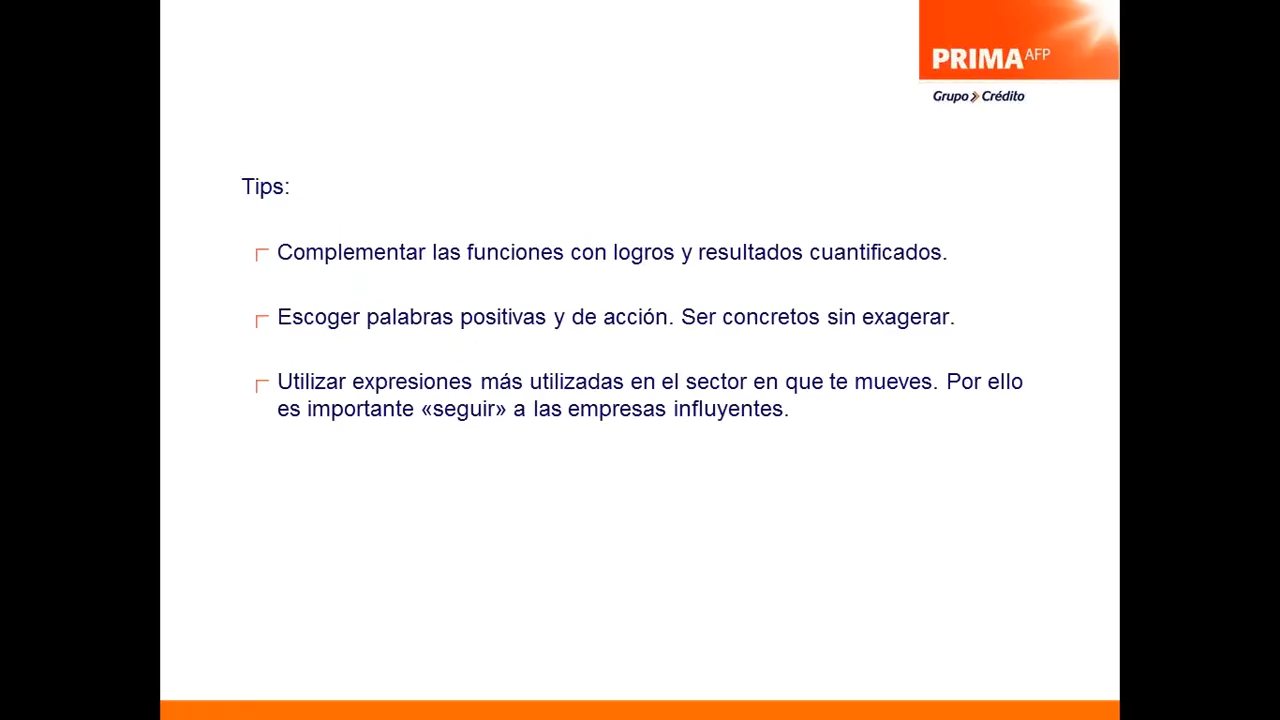 PRIMA AFP
Grupo Crédito
Tips:
Complementar las funciones con logros y resultados cuantificados.
Escoger palabras positivas y de acción. Ser concretos sin exagerar.
Utilizar expresiones más utilizadas en el sector en que te mueves. Por ello
es importante «seguir» a las empresas influyentes.